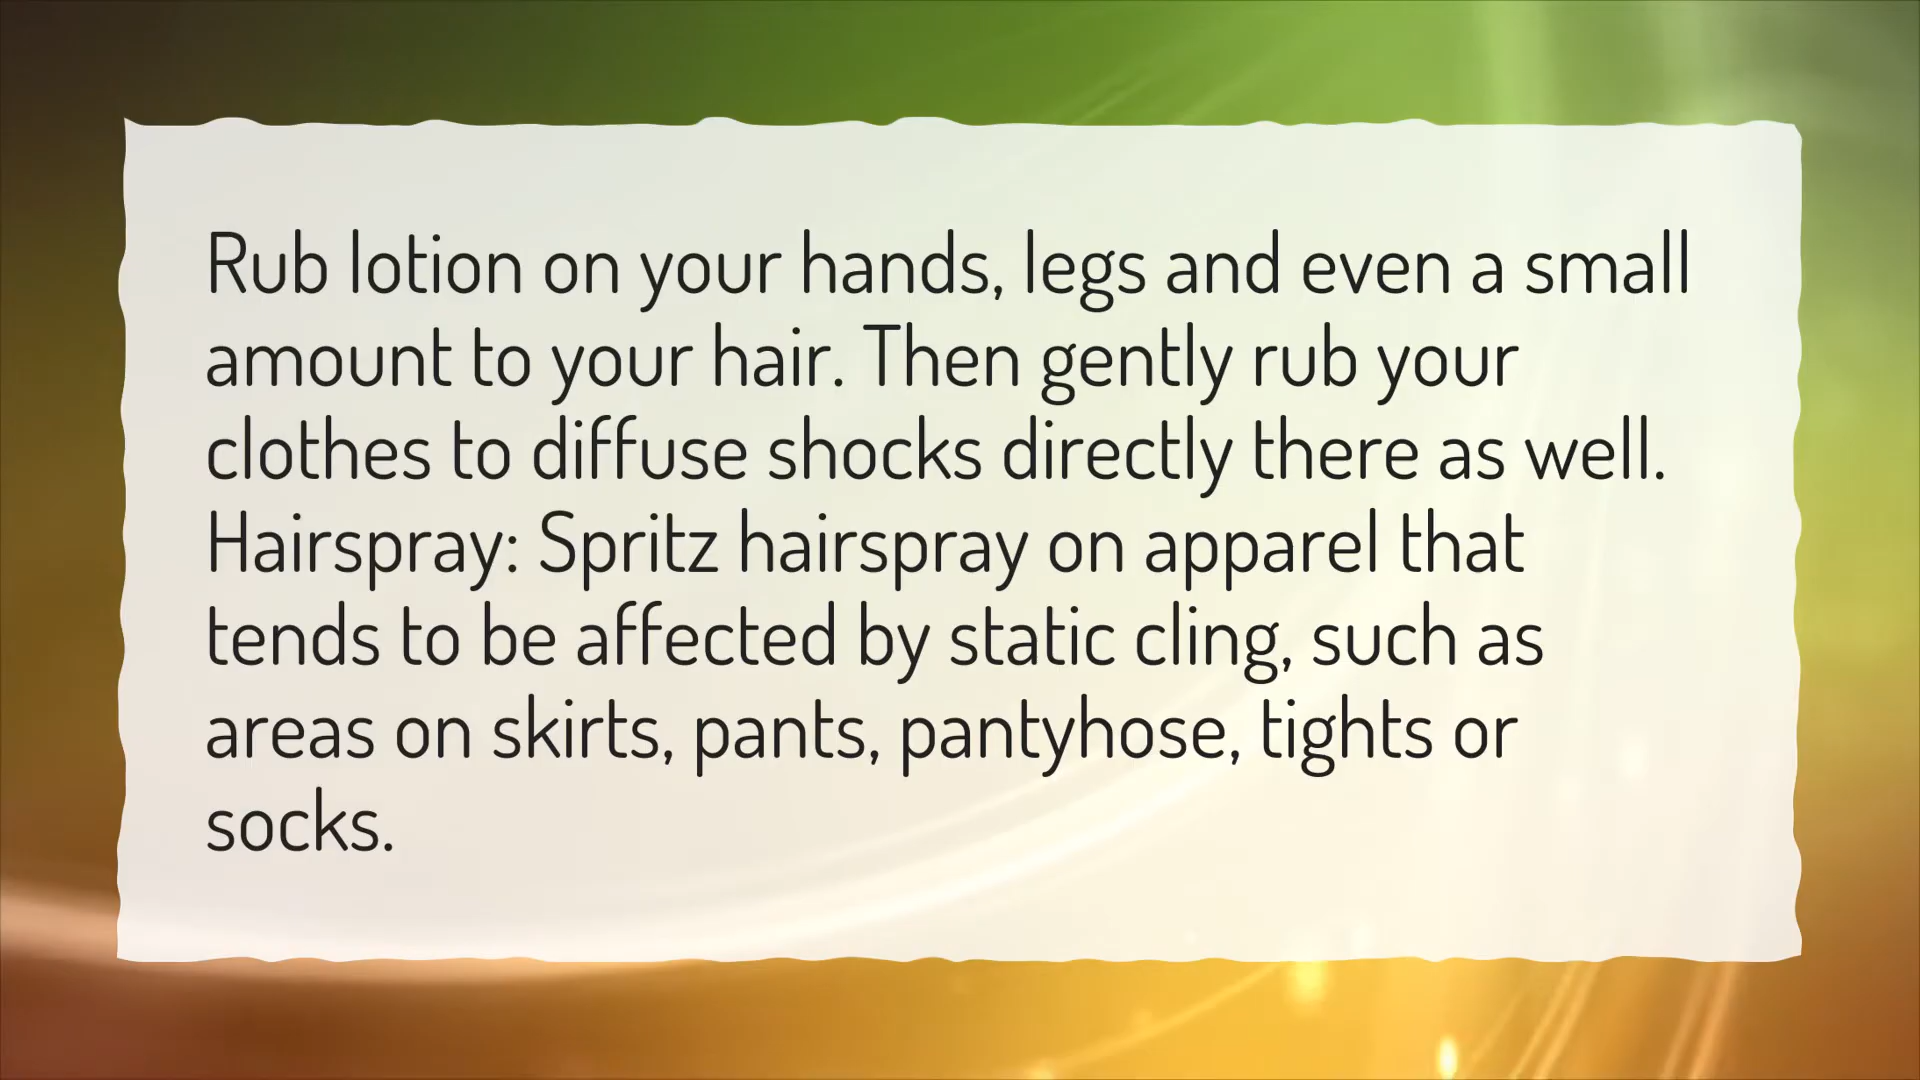 Rub lotion on your hands, legs and even a small
amount to your hair. Then gently rub your
clothes to diffuse shocks directly there as well.
Hairspray: Spritz hairspray on apparel that
tends to be affected by static cling, such as
areas on skirts, pants, pantyhose, tights or
socks.